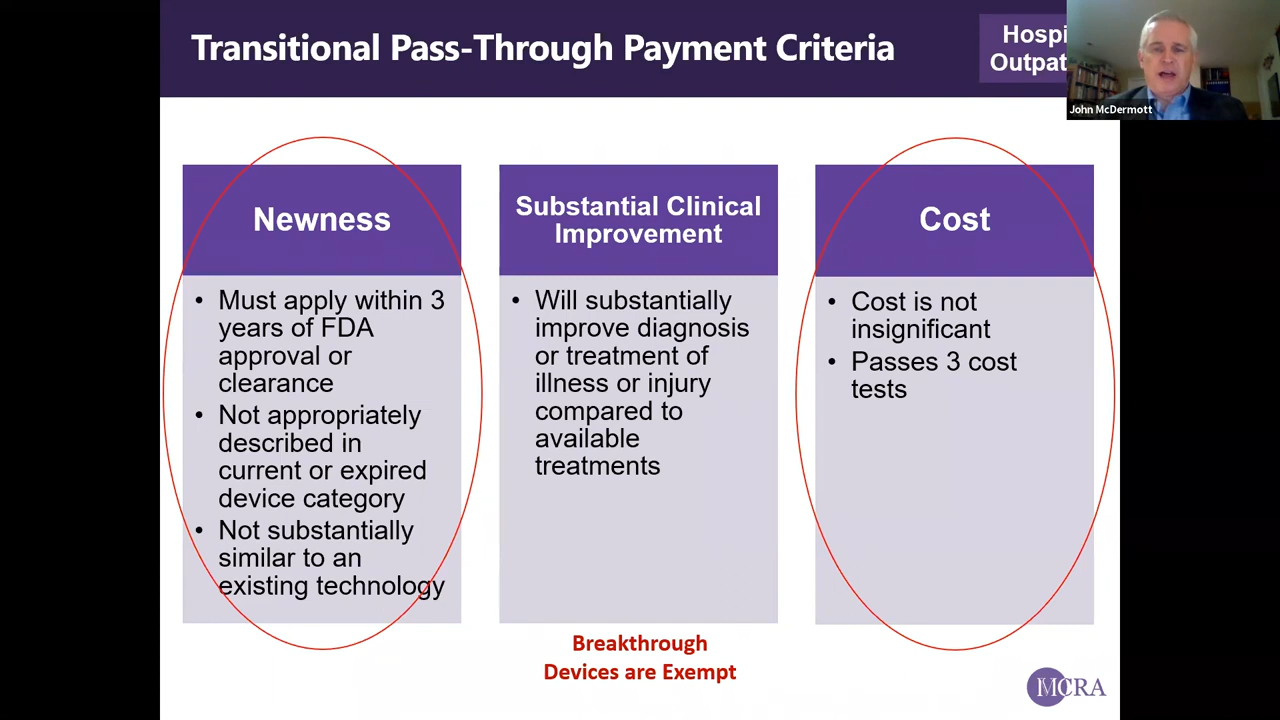 Transitional Pass-Through Payment Criteria
Hospi
Outpat
John McDermott
Newness
• Must apply within 3
years of FDA
approval or
clearance
• Not appropriately
described in
current or expired
device category
• Not substantially
similar to an
existing technology
Substantial Clinical
Improvement
• Will substantially
improve diagnosis
or treatment of
illness or injury
compared to
available
treatments
Cost
• Cost is not
insignificant
• Passes 3 cost
tests
Breakthrough
Devices are Exempt
MCRA